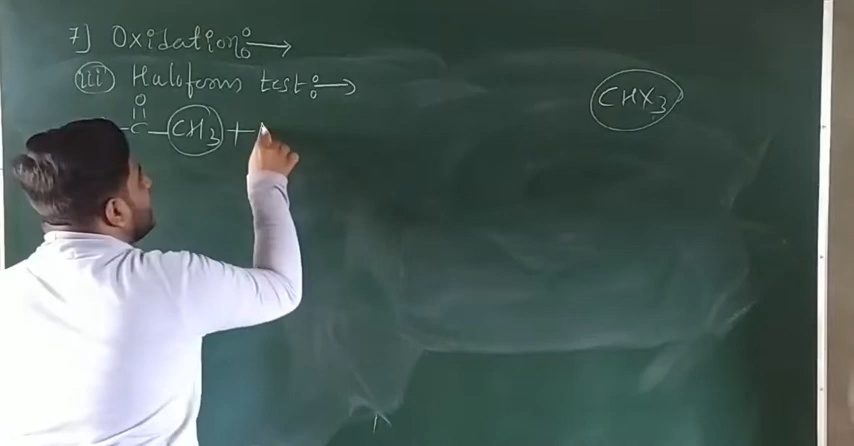 7] Oxidation:→
(iii) Haloform test:→
CHX3
O
-C-CH3 +